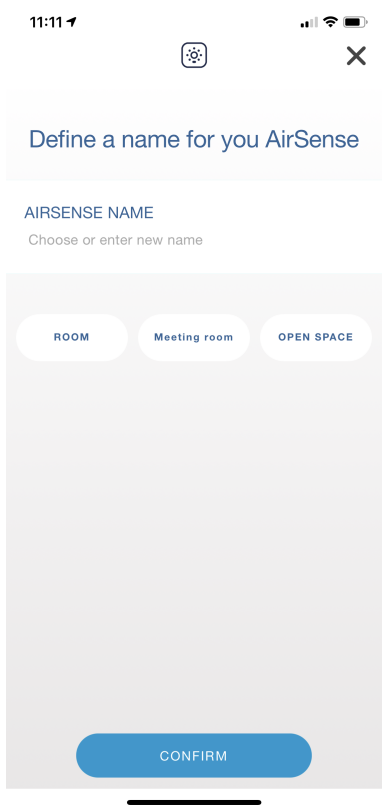 11:11
Define a name for you AirSense
AIRSENSE NAME
Choose or enter new name
ROOM
Meeting room
OPEN SPACE
CONFIRM